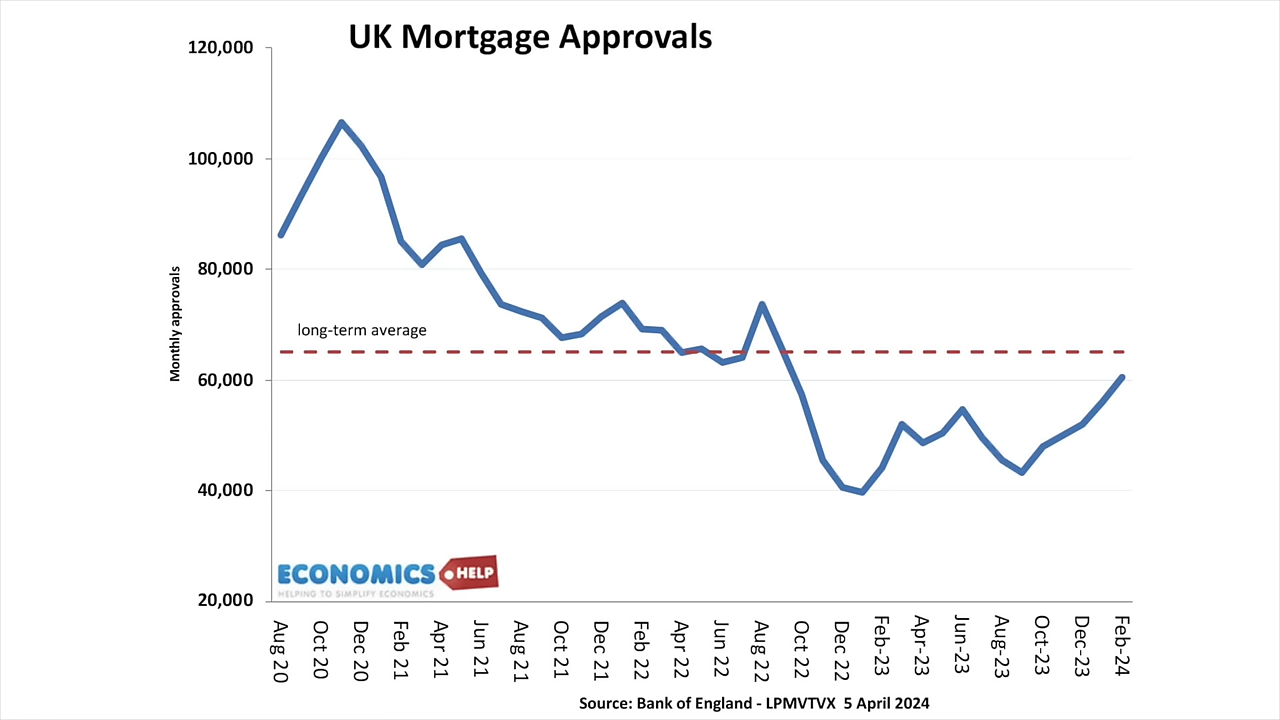 UK Mortgage Approvals
120,000
100,000
80,000
60,000
40,000
20,000
Monthly approvals
long-term average
ECONOMICS HELP
HELPING TO SIMPLIFY ECONOMICS
Aug 20
Oct 20
Dec 20
Feb 21
Apr 21
Jun 21
Aug 21
Oct 21
Dec 21
Feb 22
Apr 22
Jun 22
Aug 22
Oct 22
Dec 22
Feb-23
Apr-23
Jun-23
Aug-23
Oct-23
Dec-23
Feb-24
Source: Bank of England - LPMVTVX 5 April 2024